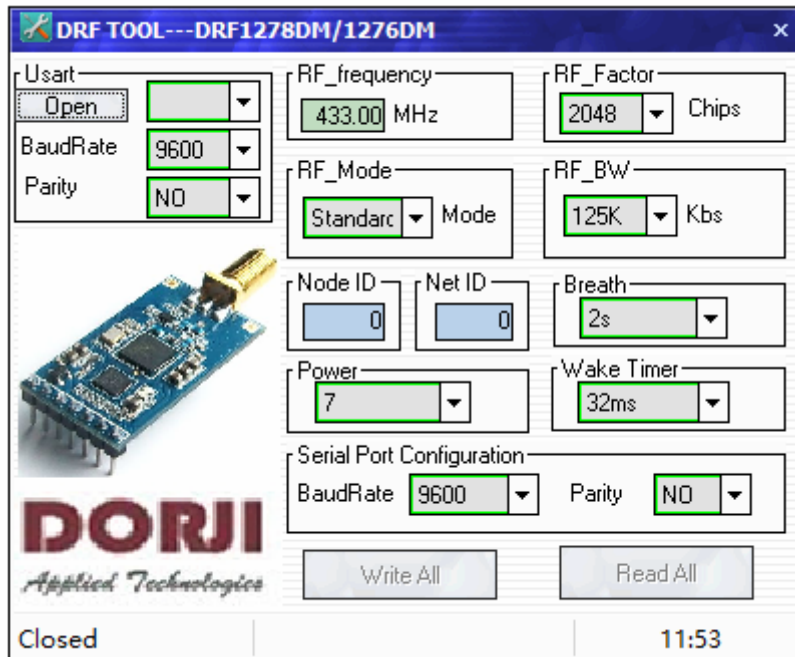 DRF TOOL---DRF1278DM/1276DM
Usart
Open
BaudRate 9600
Parity NO
RF_frequency
433.00 MHz
RF_Factor
2048 Chips
RF_Mode
Standarc Mode
RF_BW
125K Kbs
Node ID
0
Net ID
0
Breath
2s
Power
7
Wake Timer
32ms
Serial Port Configuration
BaudRate 9600 Parity NO
DORJI
Applied Technologies
Write All Read All
Closed 11:53